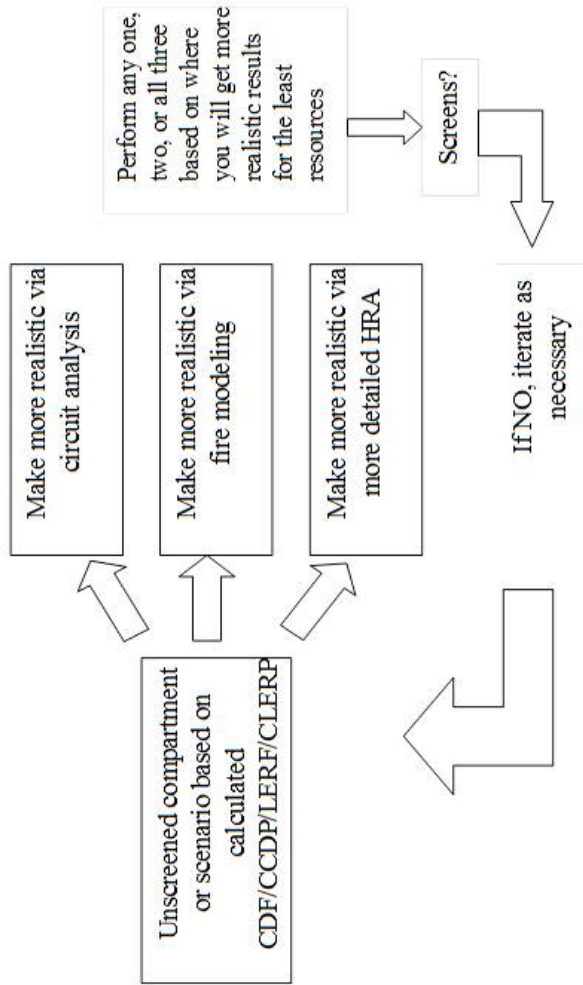 Unscreened compartment
or scenario based on
calculated
CDF/CCDP/LERF/CLERP
Make more realistic via
circuit analysis
Make more realistic via
fire modeling
Make more realistic via
more detailed HRA
Perform any one,
two, or all three
based on where
you will get more
realistic results
for the least
resources
Screens?
If NO, iterate as
necessary